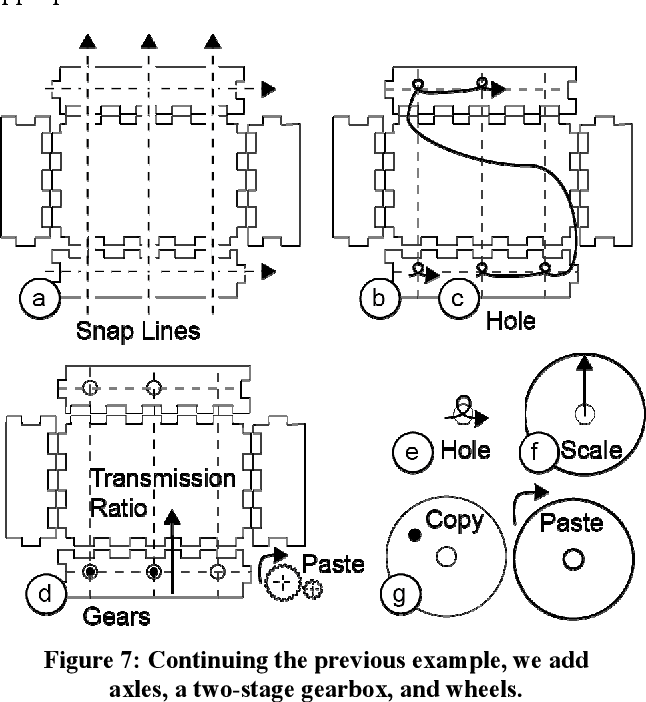 a
Snap Lines
b
c
Hole
Transmission
Ratio
d
Gears
Paste
e
Hole
f
Scale
g
Copy
Paste
Figure 7: Continuing the previous example, we add
axles, a two-stage gearbox, and wheels.